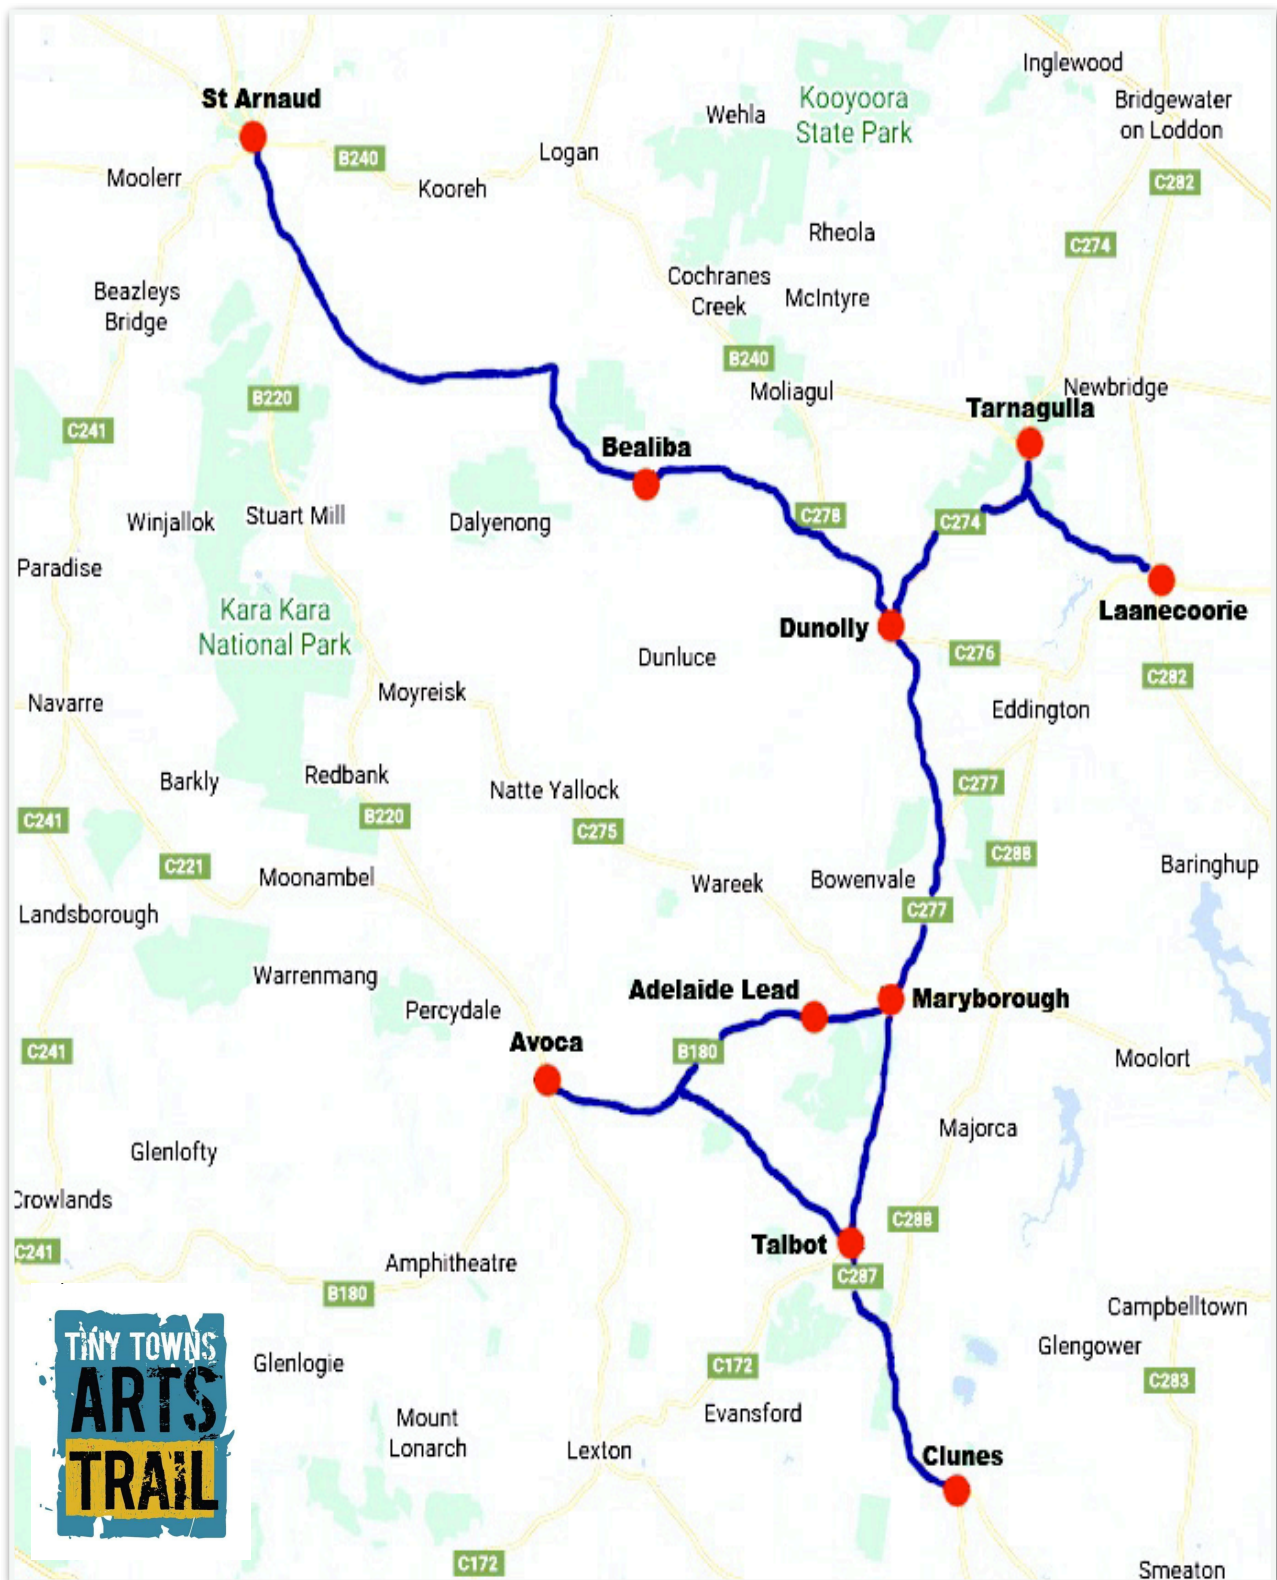 Inglewood
St Arnaud
Kooyoora
State Park
Bridgewater
on Loddon
Wehla
B240
Logan
Moolerr
Kooreh
C282
Rheola
C274
Cochranes
Creek
McIntyre
Beazleys
Bridge
B240
Moliagul
Newbridge
B220
Tarnagulla
C241
Bealiba
Winjallok
Stuart Mill
Dalyenong
C278
C274
Paradise
Kara Kara
National Park
Laanecoorie
Dunolly
C276
Dunluce
C282
Navarre
Moyreisk
Eddington
Barkly
Redbank
Natte Yallock
C277
C241
B220
C275
C288
C221
Moonambel
Wareek
Bowenvale
Baringhup
Landsborough
C277
Warrenmang
Adelaide Lead
Maryborough
Percydale
Avoca
C241
B180
Moolort
Glenlofty
Majorca
Crowlands
C288
C241
Talbot
Amphitheatre
C287
B180
Campbelltown
TINY TOWNS
ARTS
TRAIL
Glenlogie
Glengower
C172
C283
Mount
Lonarch
Evansford
Lexton
Clunes
C172
Smeaton